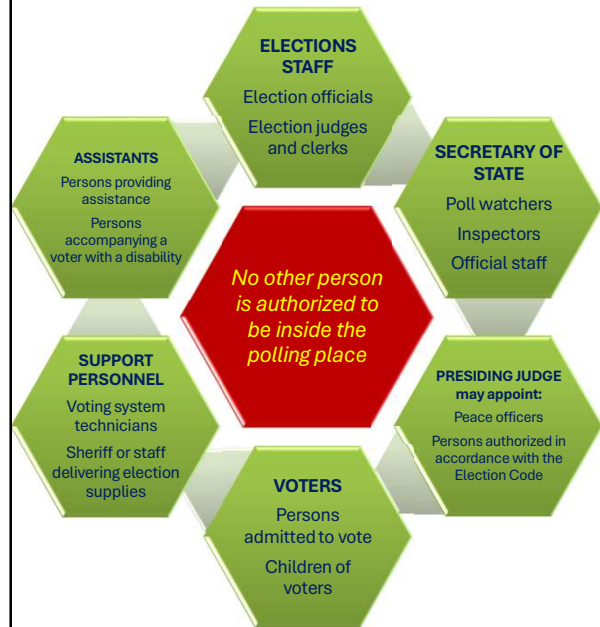 ELECTIONS
STAFF
Election officials
Election judges
and clerks
SECRETARY OF
STATE
Poll watchers
Inspectors
Official staff
PRESIDING JUDGE
may appoint:
Peace officers
Persons authorized in
accordance with the
Election Code
VOTERS
Persons
admitted to vote
Children of
voters
SUPPORT
PERSONNEL
Voting system
technicians
Sheriff or staff
delivering election
supplies
ASSISTANTS
Persons providing
assistance
Persons
accompanying a
voter with a disability
No other person
is authorized to
be inside the
polling place